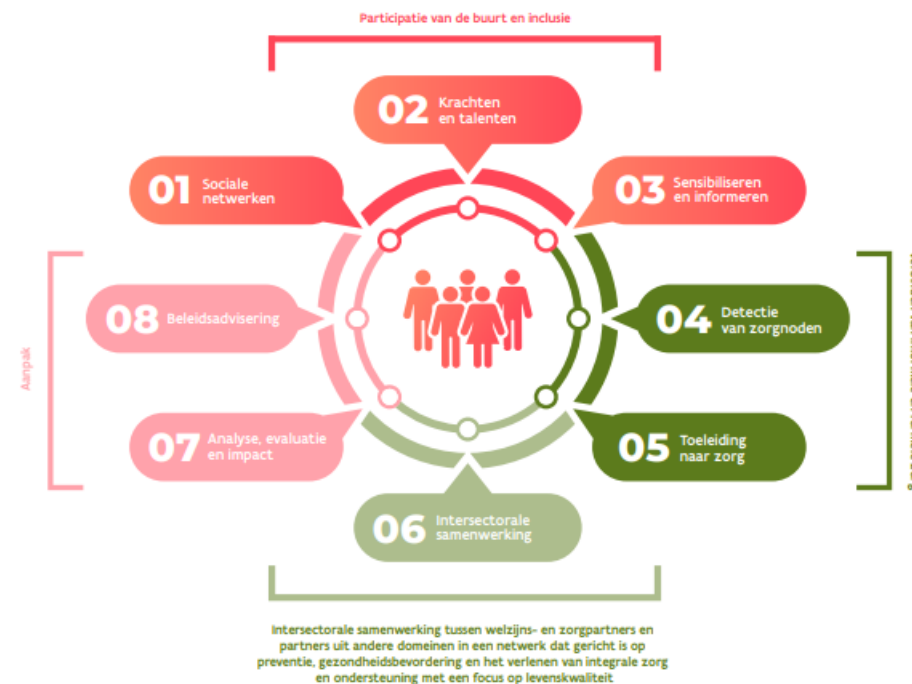 Participatie van de buurt en inclusie
02 Krachten
en talenten
01 Sociale
netwerken
03 Sensibiliseren
en informeren
08 Beleidsadvisering
04 Detectie
van zorgnoden
Aanpak
07 Analyse, evaluatie
en impact
05 Toeleiding
naar zorg
06 Intersectorale
samenwerking
Intersectorale samenwerking tussen welzijns- en zorgpartners en
partners uit andere domeinen in een netwerk dat gericht is op
preventie, gezondheidsbevordering en het verlenen van integrale zorg
en ondersteuning met een focus op levenskwaliteit